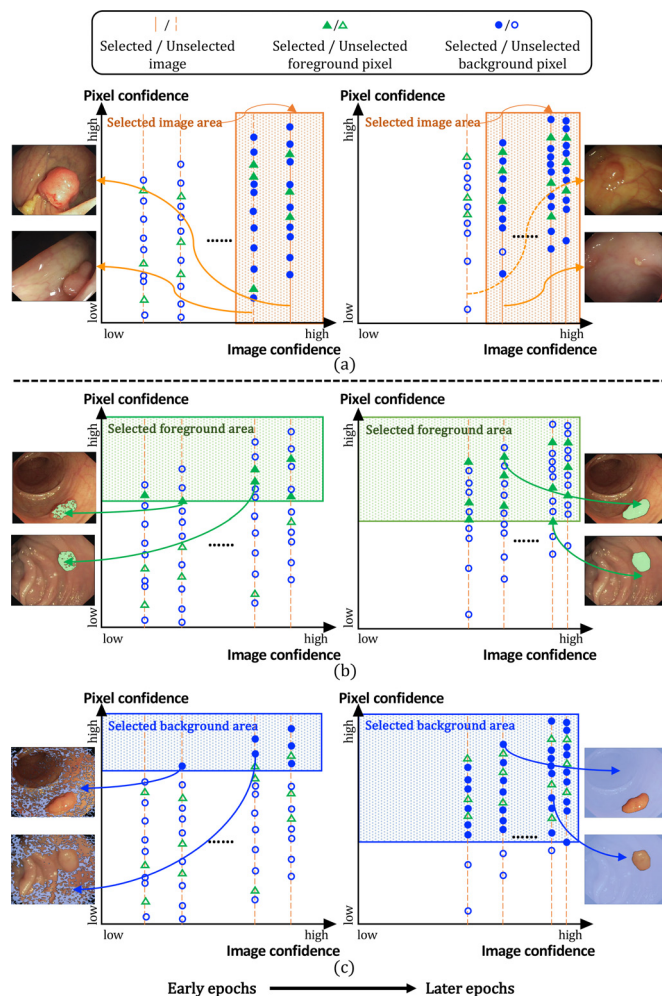 /
/
/
Selected / Unselected
image
Selected / Unselected
foreground pixel
Selected / Unselected
background pixel
Pixel confidence
Pixel confidence
high
Selected image area
high
Selected image area
......
......
low
low
low
high
low
high
Image confidence
Image confidence
(a)
Pixel confidence
Pixel confidence
high
Selected foreground area
high
Selected foreground area
......
......
low
low
low
high
low
high
Image confidence
Image confidence
(b)
Pixel confidence
Pixel confidence
high
Selected background area
high
Selected background area
......
......
low
low
low
high
low
high
Image confidence
Image confidence
(c)
Early epochs
Later epochs